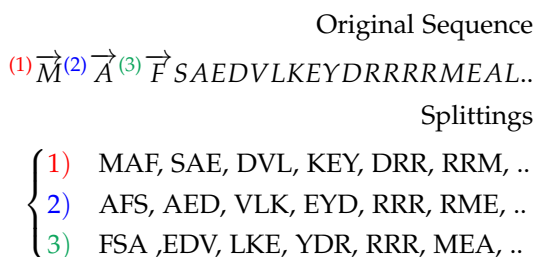 Original Sequence
(1) M (2) A (3) F SAEDVLKEYDRRRRMEAL..
Splittings
1) MAF, SAE, DVL, KEY, DRR, RRM, ..
2) AFS, AED, VLK, EYD, RRR, RME, ..
3) FSA ,EDV, LKE, YDR, RRR, MEA, ..